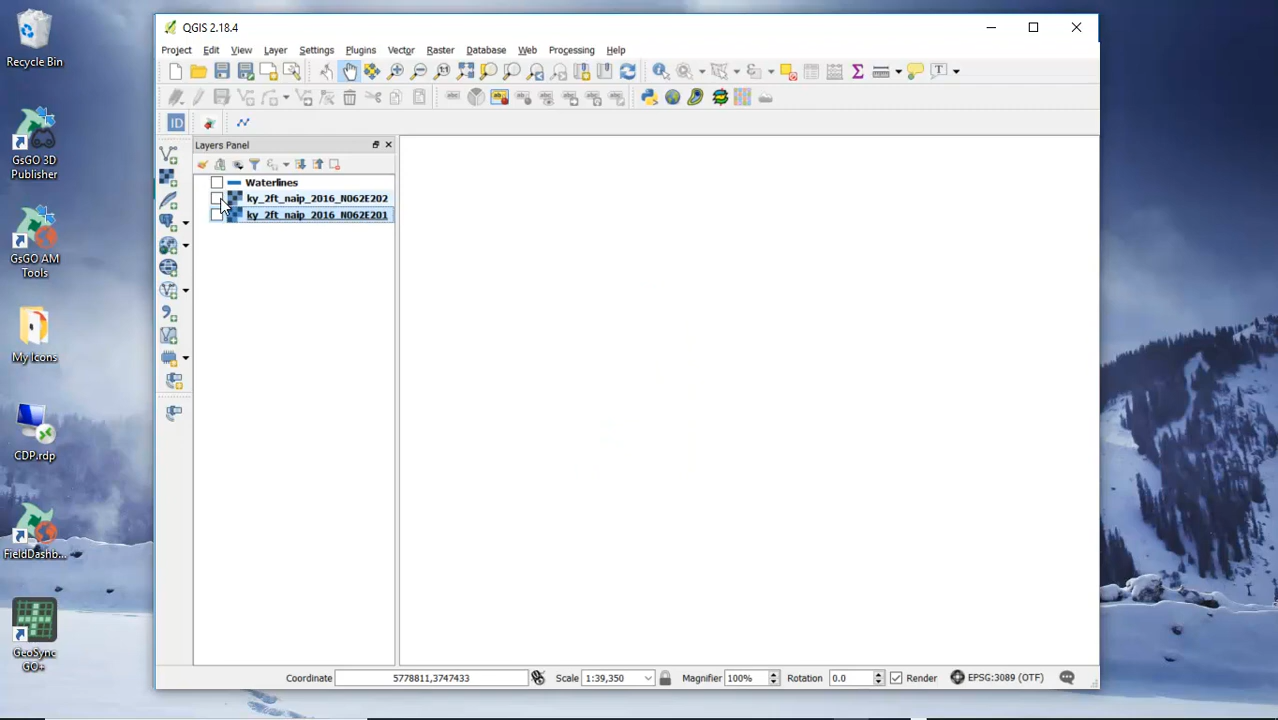 QGIS 2.18.4
Project Edit View Layer Settings Plugins Vector Raster Database Web Processing Help
ID
Layers Panel
Waterlines
ky_2ft_naip_2016_N062E202
ky_2ft_naip_2016_N062E201
Coordinate 5778811,3747433 Scale 1:39,350 Magnifier 100% Rotation 0.0 Render EPSG:3089 (OTF)
Recycle Bin
GsGO 3D
Publisher
GsGO AM
Tools
My Icons
CDP.rdp
FieldDashb...
GeoSync
GO+